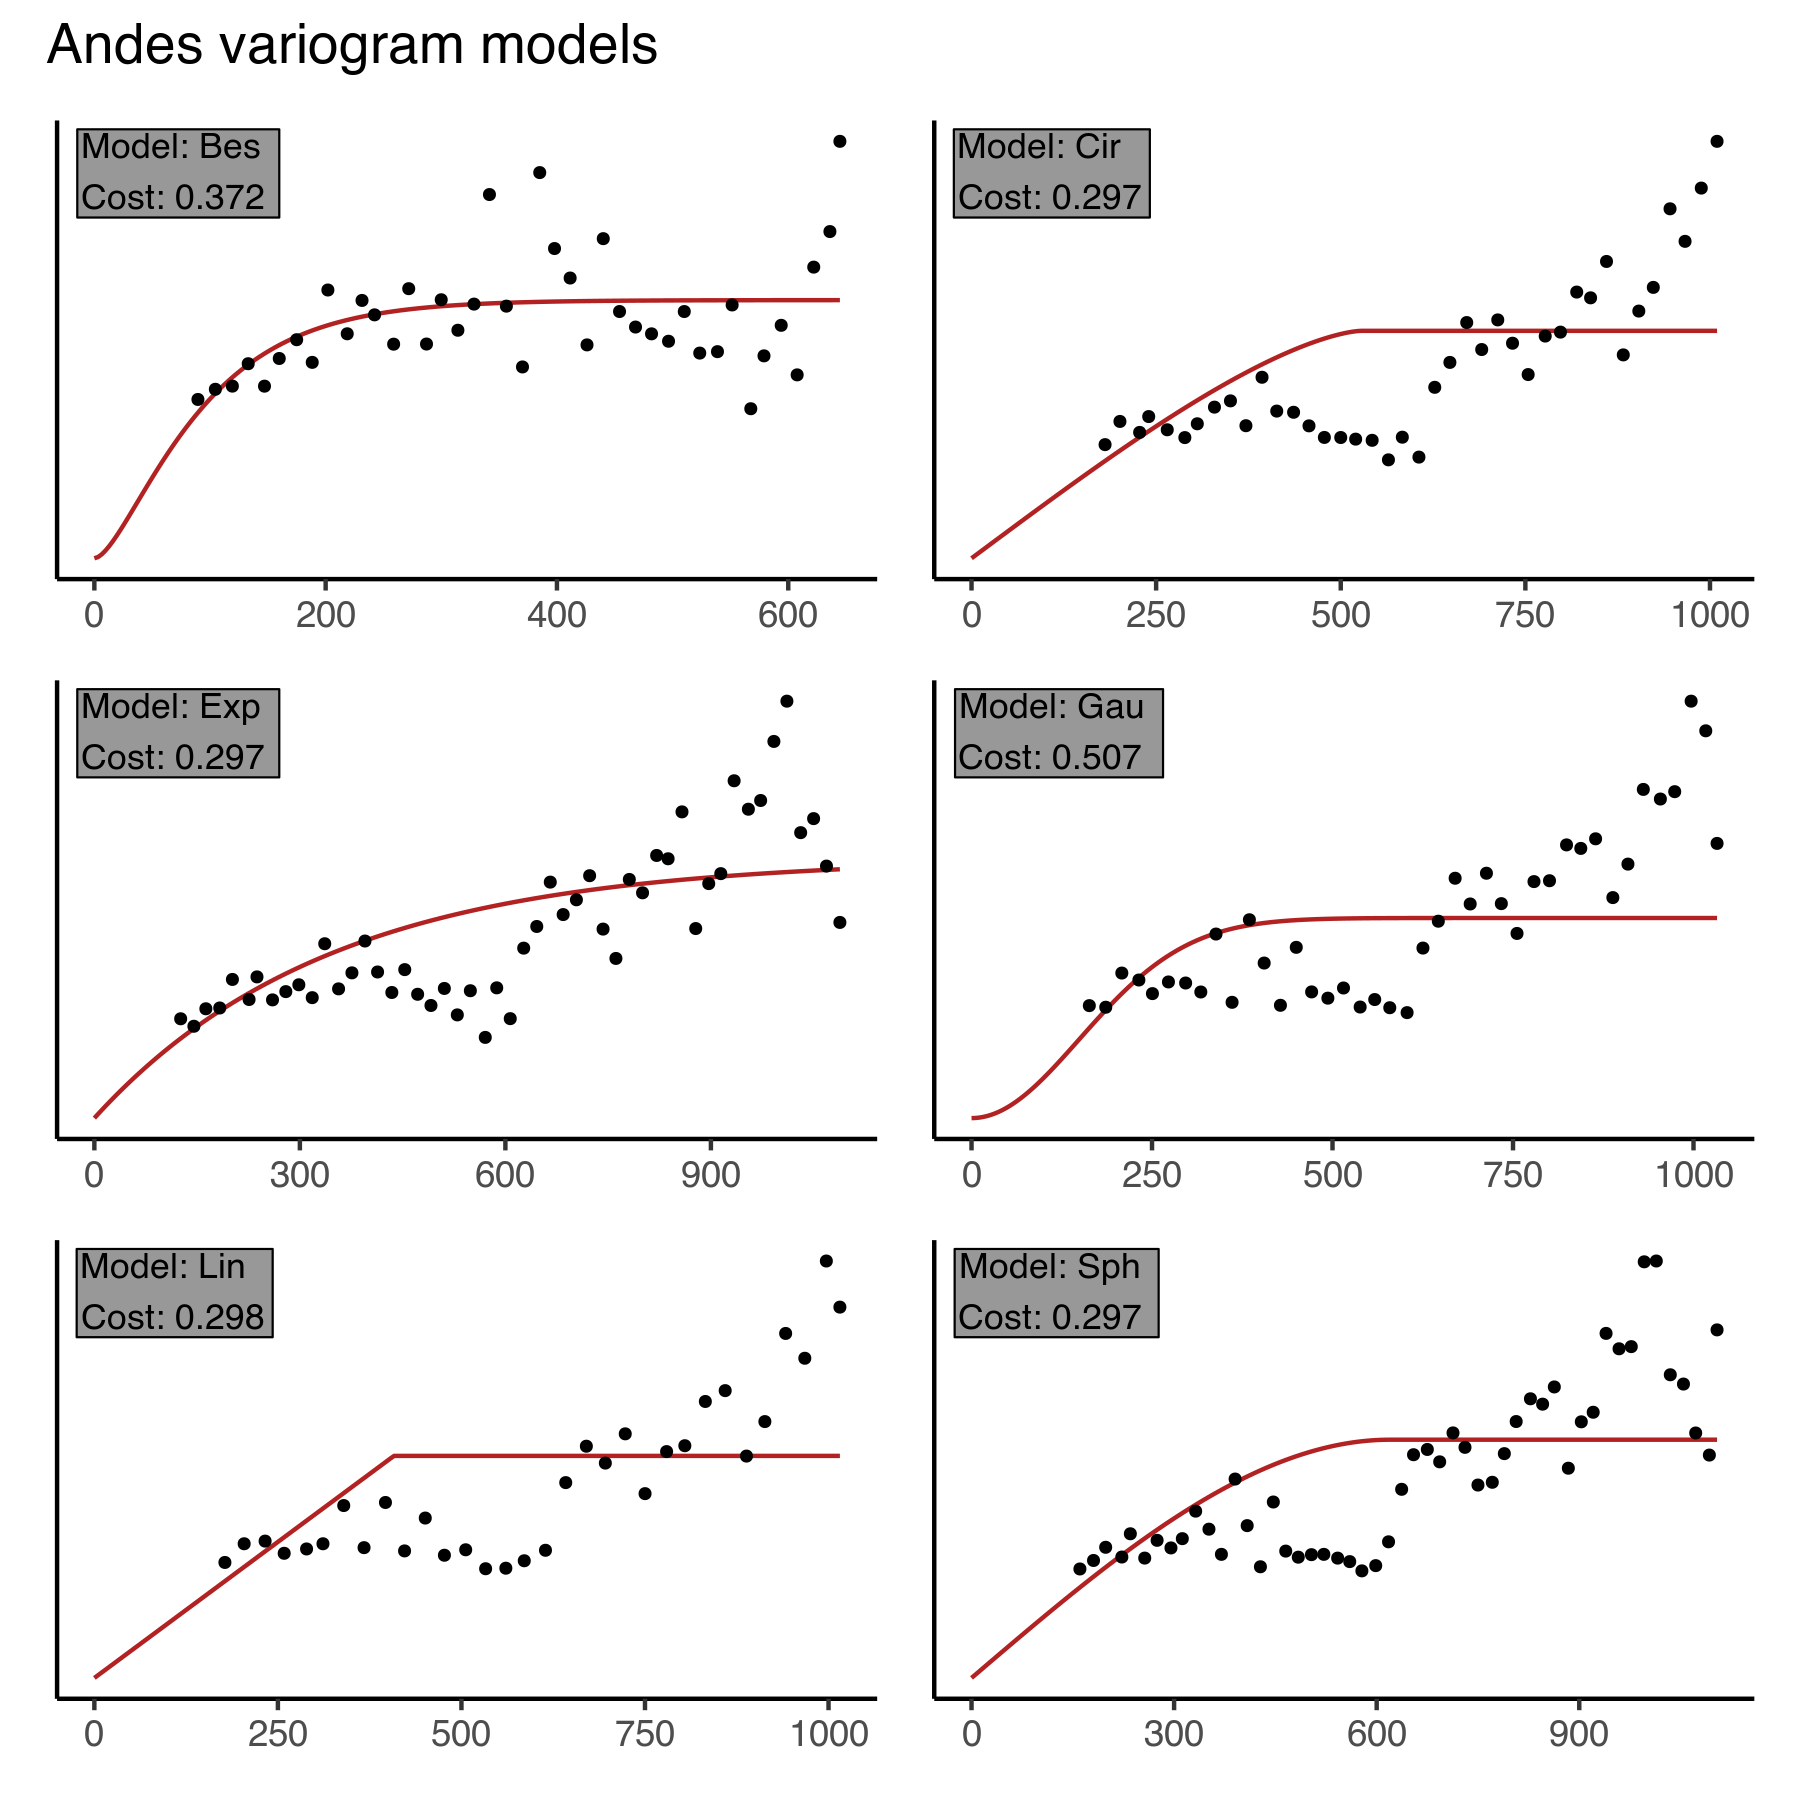 Andes variogram models
Model: Bes
Cost: 0.372
0 200 400 600
Model: Cir
Cost: 0.297
0 250 500 750 1000
Model: Exp
Cost: 0.297
0 300 600 900
Model: Gau
Cost: 0.507
0 250 500 750 1000
Model: Lin
Cost: 0.298
0 250 500 750 1000
Model: Sph
Cost: 0.297
0 300 600 900